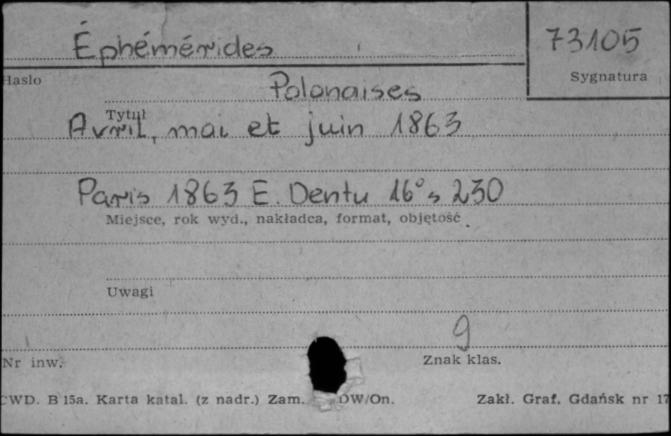 Éphémérides
73105
Hasło
Sygnatura
Polonaises
Tytuł
Avril, mai et juin 1863
Paris 1863 E. Dentu 16° s 230
Miejsce, rok wyd., nakładca, format, objętość
Uwagi
9
Nr inw.
Znak klas.
CWD. B 15a. Karta katal. (z nadr.) Zam. DW/On. Zakł. Graf. Gdańsk nr 17